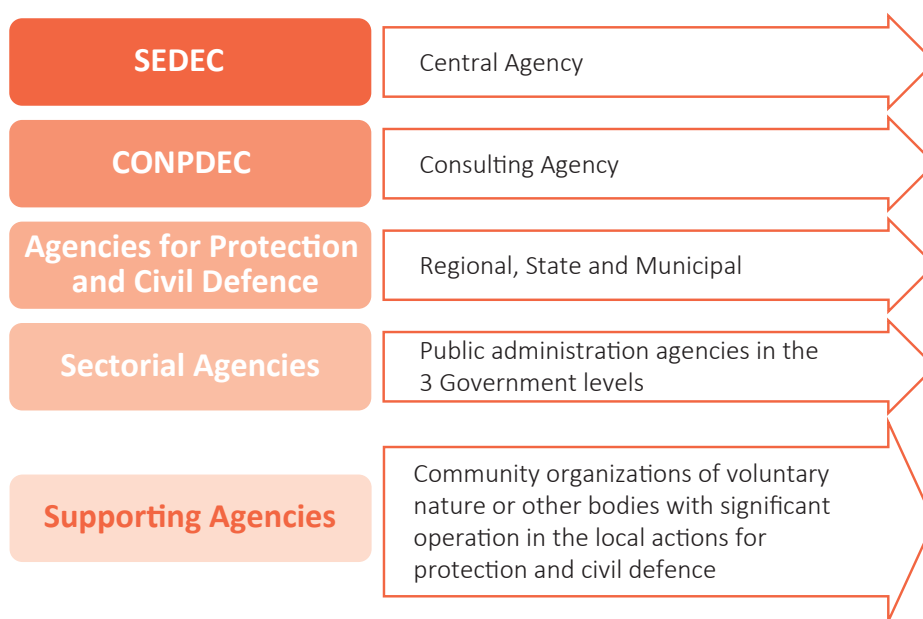 SEDEC
Central Agency
CONPDEC
Consulting Agency
Agencies for Protection
and Civil Defence
Regional, State and Municipal
Sectorial Agencies
Public administration agencies in the
3 Government levels
Supporting Agencies
Community organizations of voluntary
nature or other bodies with significant
operation in the local actions for
protection and civil defence